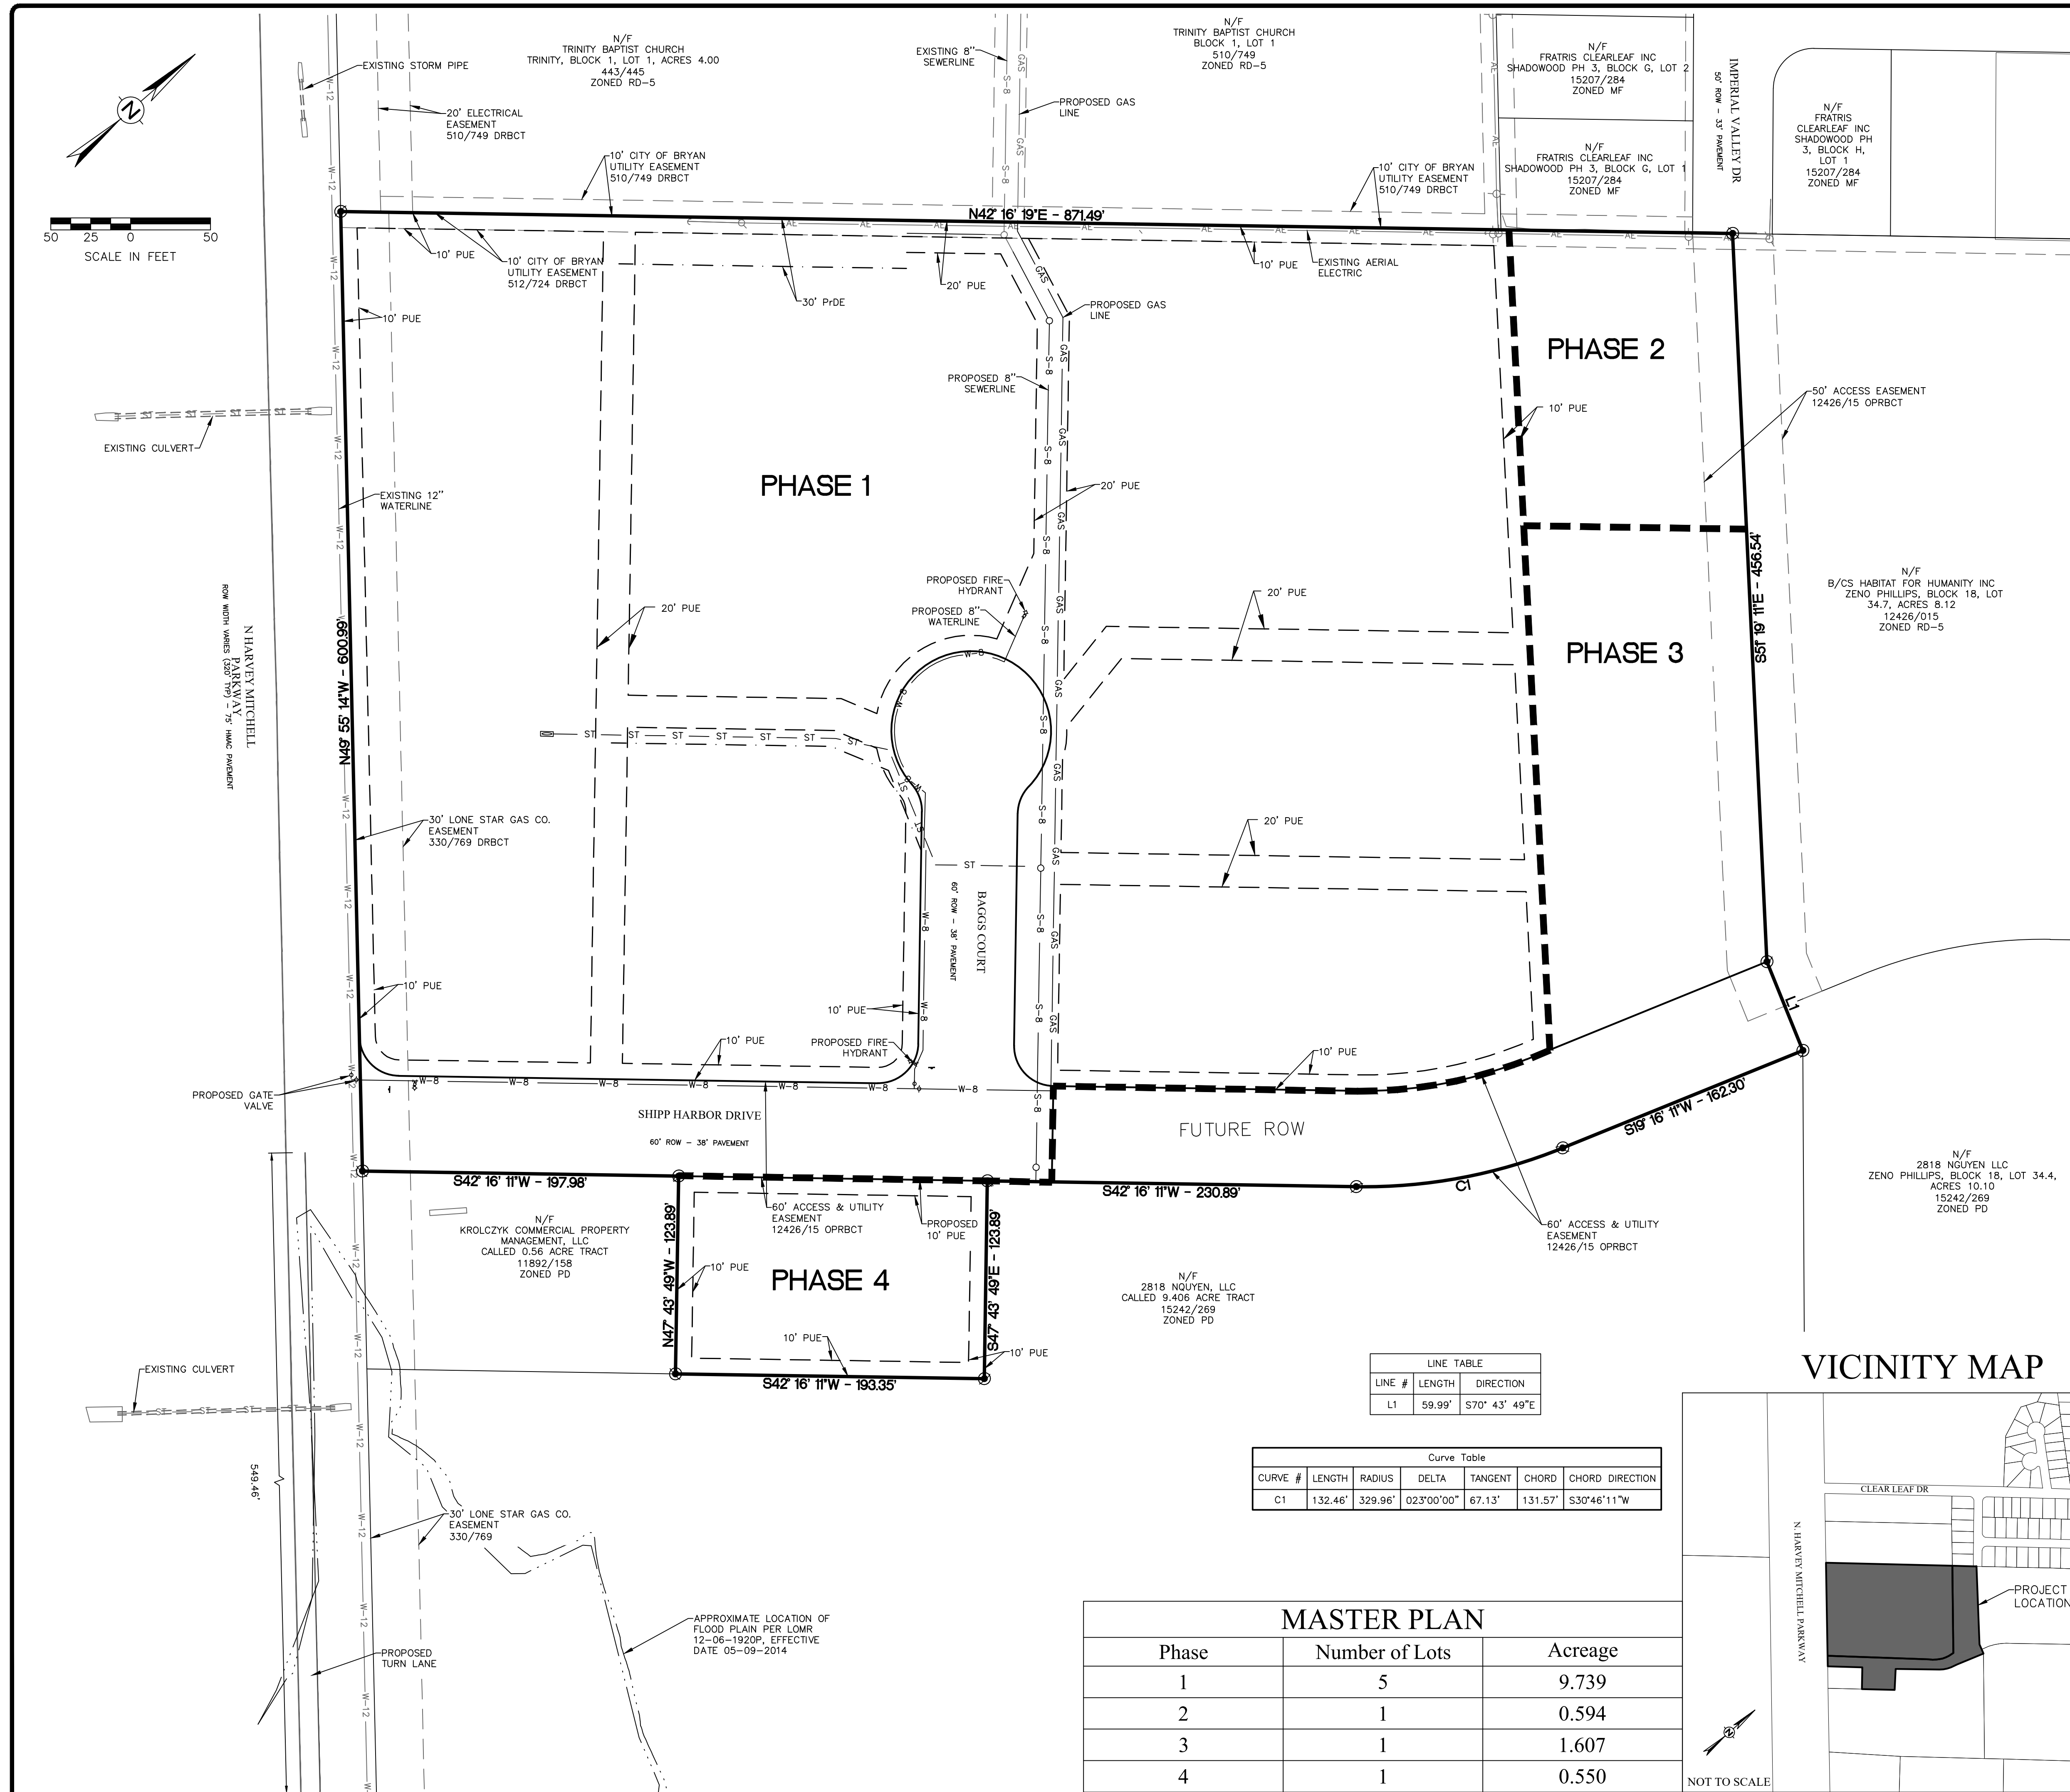 N/F
TRINITY BAPTIST CHURCH
TRINITY, BLOCK 1, LOT 1, ACRES 4.00
443/445
ZONED RD-5
N/F
TRINITY BAPTIST CHURCH
BLOCK 1, LOT 1
510/749
ZONED RD-5
N/F
FRATRIS CLEARLEAF INC
SHADOWOOD PH 3, BLOCK G, LOT 2
15207/284
ZONED MF
N/F
FRATRIS CLEARLEAF INC
SHADOWOOD PH 3, BLOCK G, LOT 1
15207/284
ZONED MF
IMPERIAL VALLEY DR
50' ROW - 33' PAVEMENT
N/F
FRATRIS
CLEARLEAF INC
SHADOWOOD PH
3, BLOCK H,
LOT 1
15207/284
ZONED MF
N
50 25 0 50
SCALE IN FEET
EXISTING STORM PIPE
20' ELECTRICAL
EASEMENT
510/749 DRBCT
EXISTING 8"
SEWERLINE
PROPOSED GAS
LINE
10' CITY OF BRYAN
UTILITY EASEMENT
510/749 DRBCT
10' CITY OF BRYAN
UTILITY EASEMENT
510/749 DRBCT
N42° 16' 19"E - 871.49'
10' PUE
10' CITY OF BRYAN
UTILITY EASEMENT
512/724 DRBCT
30' PrDE
20' PUE
10' PUE
EXISTING AERIAL
ELECTRIC
10' PUE
PROPOSED GAS
LINE
PHASE 2
PROPOSED 8"
SEWERLINE
10' PUE
50' ACCESS EASEMENT
12426/15 OPRBCT
EXISTING CULVERT
EXISTING 12"
WATERLINE
PHASE 1
20' PUE
S51° 19' 11"E - 456.54'
N/F
B/CS HABITAT FOR HUMANITY INC
ZENO PHILLIPS, BLOCK 18, LOT
34.7, ACRES 8.12
12426/015
ZONED RD-5
N HARVEY MITCHELL
PARKWAY
ROW WIDTH VARIES (320' TYP) - 75' HMAC PAVEMENT
N49° 55' 14"W - 600.99'
20' PUE
PROPOSED FIRE
HYDRANT
PROPOSED 8"
WATERLINE
20' PUE
PHASE 3
30' LONE STAR GAS CO.
EASEMENT
330/769 DRBCT
20' PUE
BAGGS COURT
60' ROW - 38' PAVEMENT
10' PUE
10' PUE
10' PUE
PROPOSED FIRE
HYDRANT
10' PUE
L1
PROPOSED GATE
VALVE
SHIPP HARBOR DRIVE
60' ROW - 38' PAVEMENT
FUTURE ROW
S19° 16' 11"W - 162.30'
S42° 16' 11"W - 197.98'
S42° 16' 11"W - 230.89'
C1
N/F
2818 NGUYEN LLC
ZENO PHILLIPS, BLOCK 18, LOT 34.4,
ACRES 10.10
15242/269
ZONED PD
N/F
KROLCZYK COMMERCIAL PROPERTY
MANAGEMENT, LLC
CALLED 0.56 ACRE TRACT
11892/158
ZONED PD
60' ACCESS & UTILITY
EASEMENT
12426/15 OPRBCT
PROPOSED
10' PUE
60' ACCESS & UTILITY
EASEMENT
12426/15 OPRBCT
N47° 43' 49"W - 123.89'
10' PUE
PHASE 4
S47° 43' 49"E - 123.89'
N/F
2818 NQUYEN, LLC
CALLED 9.406 ACRE TRACT
15242/269
ZONED PD
10' PUE
10' PUE
S42° 16' 11"W - 193.35'
EXISTING CULVERT
549.46'
LINE TABLE
LINE # LENGTH DIRECTION
L1 59.99' S70° 43' 49"E
Curve Table
CURVE # LENGTH RADIUS DELTA TANGENT CHORD CHORD DIRECTION
C1 132.46' 329.96' 023°00'00" 67.13' 131.57' S30°46'11"W
30' LONE STAR GAS CO.
EASEMENT
330/769
APPROXIMATE LOCATION OF
FLOOD PLAIN PER LOMR
12-06-1920P, EFFECTIVE
DATE 05-09-2014
PROPOSED
TURN LANE
MASTER PLAN
Phase Number of Lots Acreage
1 5 9.739
2 1 0.594
3 1 1.607
4 1 0.550
VICINITY MAP
CLEAR LEAF DR
N. HARVEY MITCHELL PARKWAY
PROJECT
LOCATION
N
NOT TO SCALE